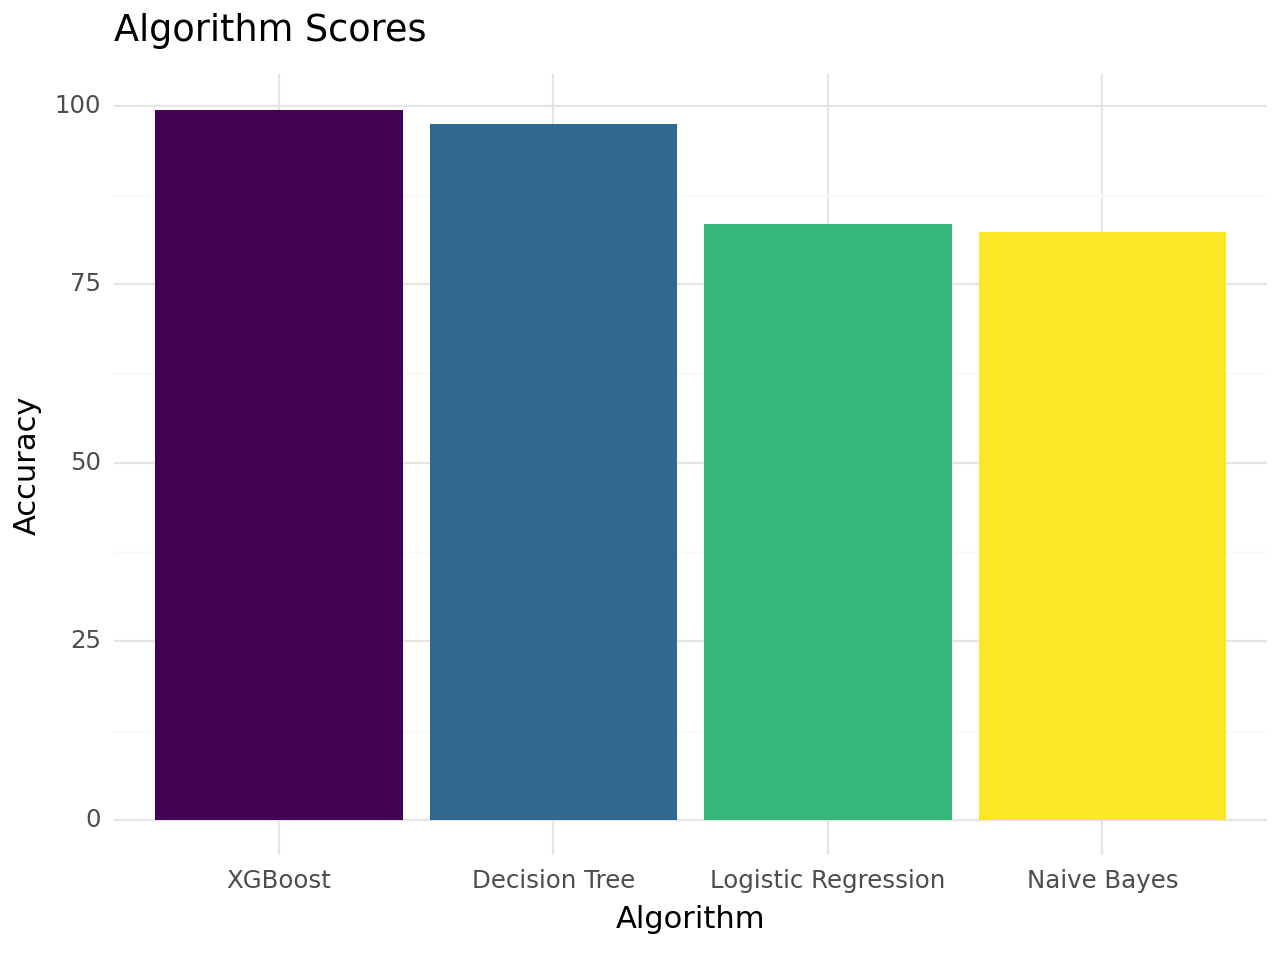 Algorithm Scores
100
75
50
25
0
Accuracy
XGBoost
Decision Tree
Logistic Regression
Naive Bayes
Algorithm